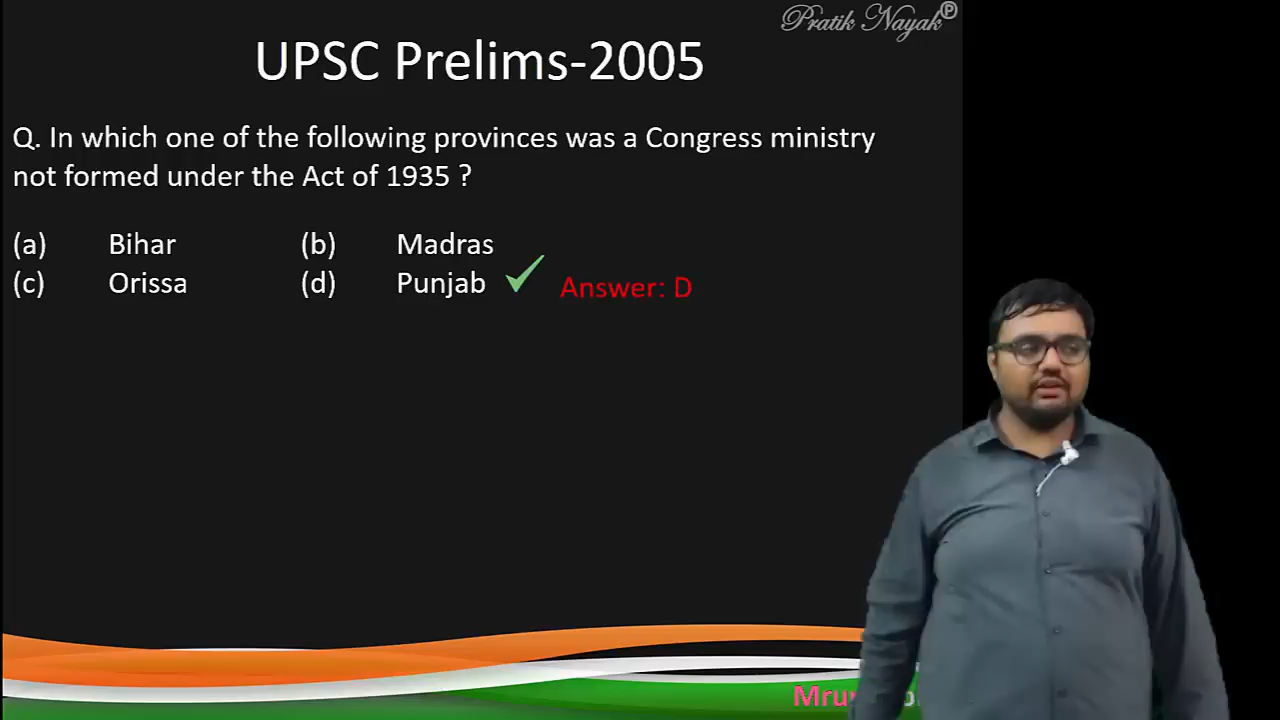 Pratik Nayak ℗
UPSC Prelims-2005
Q. In which one of the following provinces was a Congress ministry
not formed under the Act of 1935 ?
(a) Bihar (b) Madras
(c) Orissa (d) Punjab Answer: D